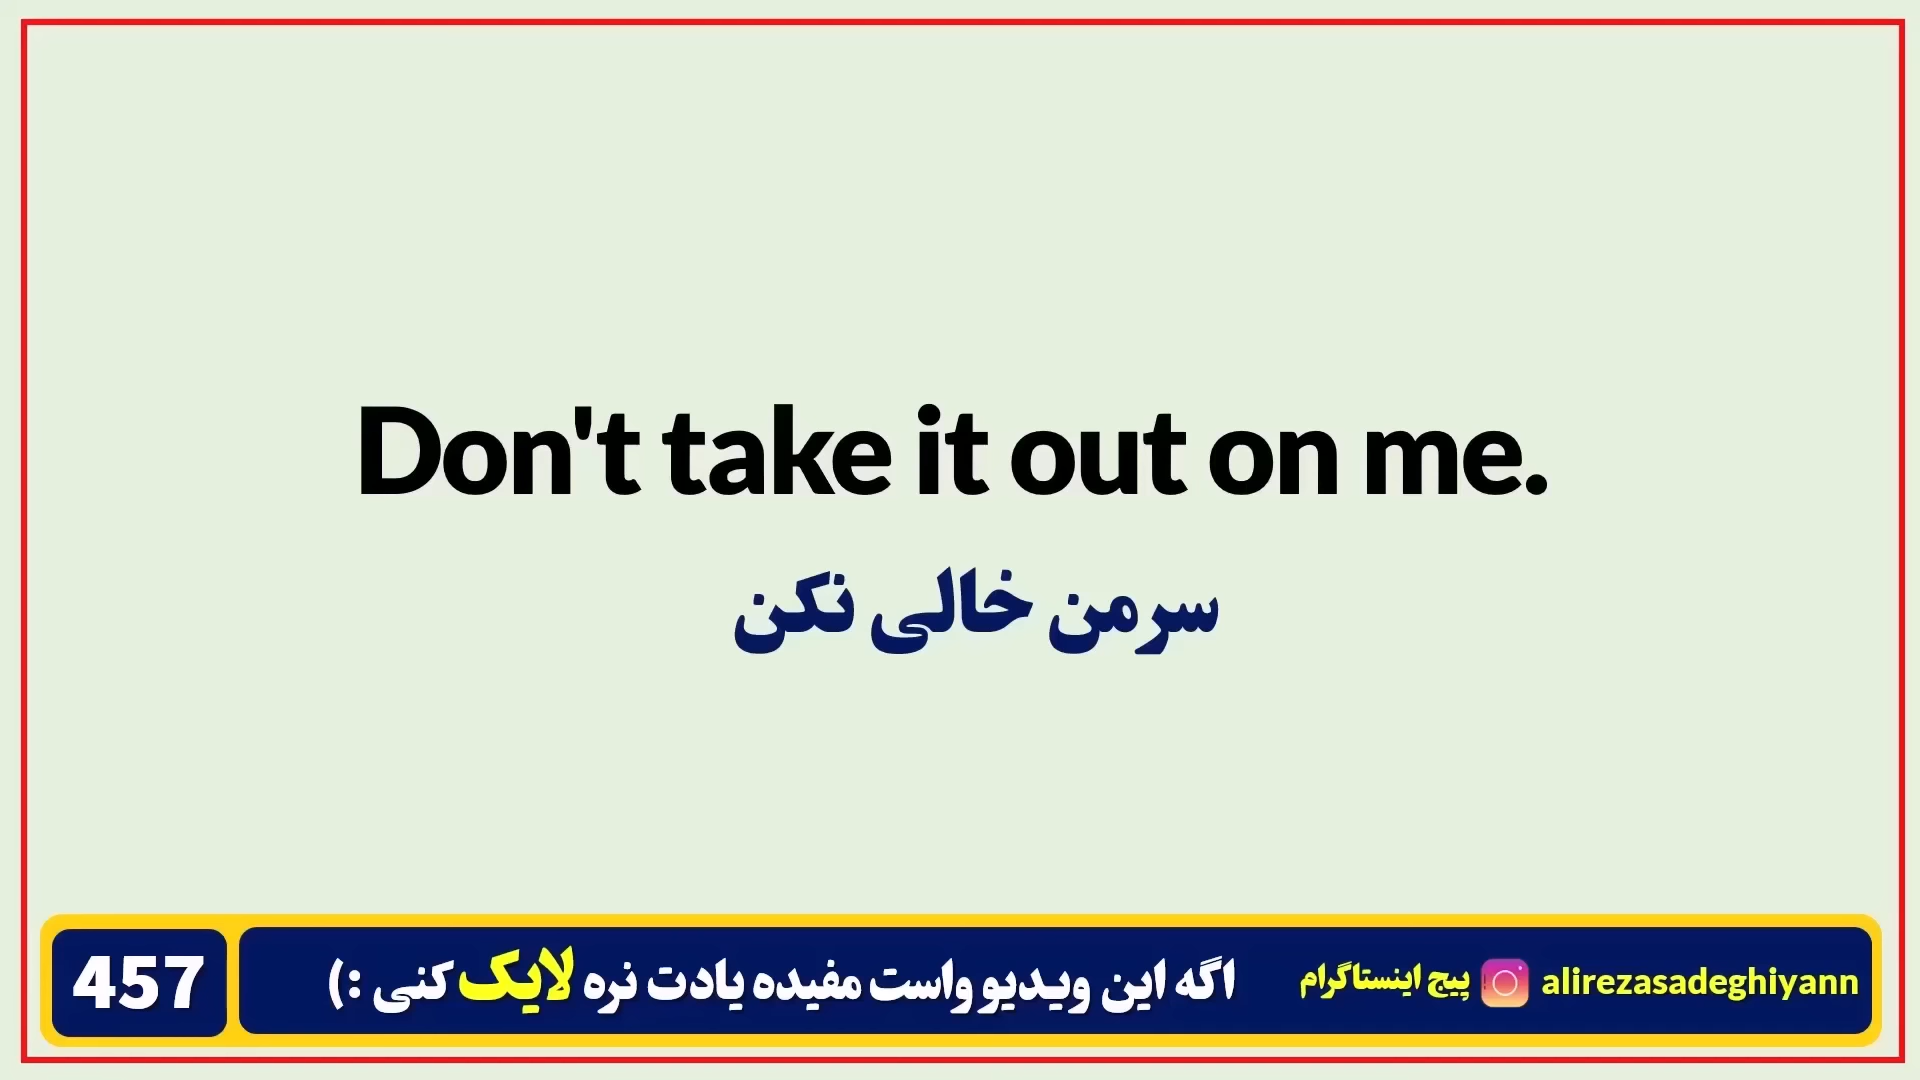 Don't take it out on me.
سرمن خالی نکن
457
اگه این ویدیو واست مفیده یادت نره لایک کنی :)
پیج اینستاگرام alirezasadeghiyann